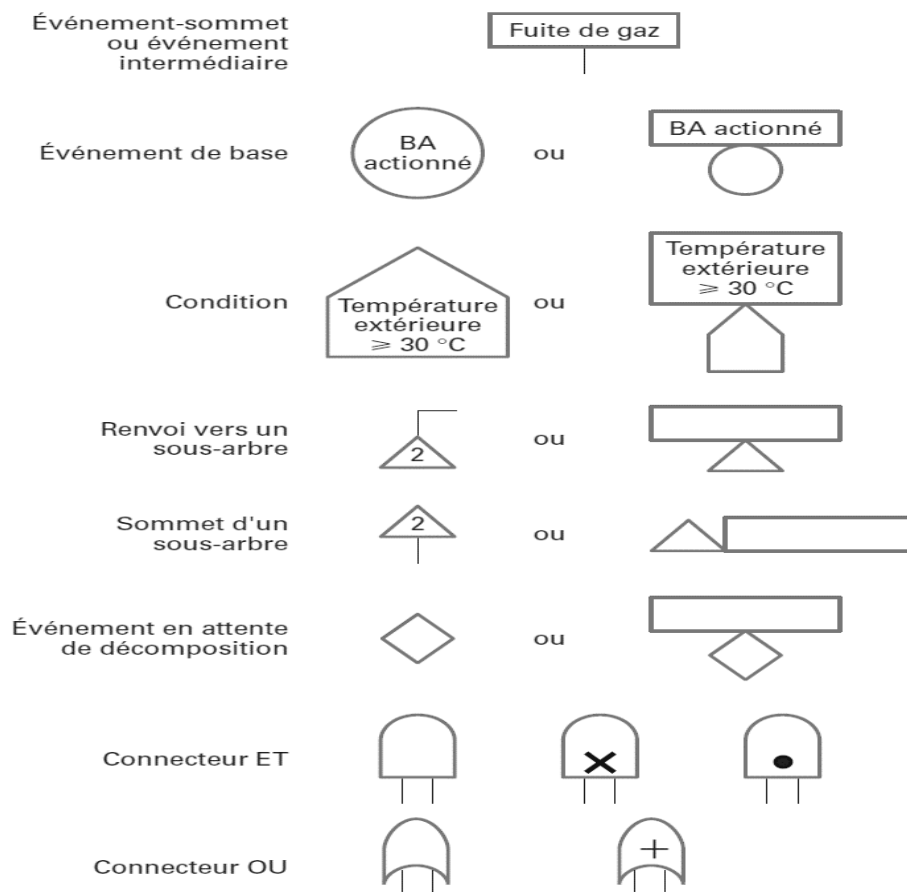 Événement-sommet
ou événement
intermédiaire
Fuite de gaz
Événement de base
BA
actionné
ou
BA actionné
Condition
Température
extérieure
⩾ 30 °C
ou
Température
extérieure
⩾ 30 °C
Renvoi vers un
sous-arbre
2
ou
Sommet d'un
sous-arbre
2
ou
Événement en attente
de décomposition
ou
Connecteur ET
Connecteur OU
+